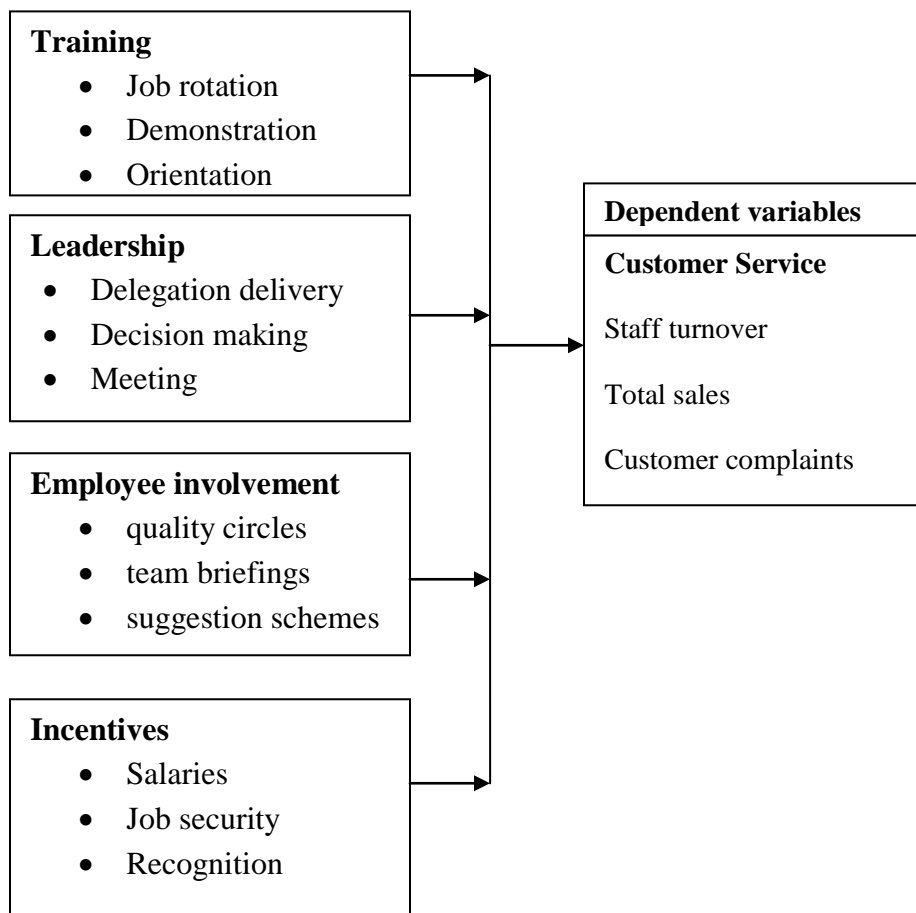 Training
• Job rotation
• Demonstration
• Orientation
Leadership
• Delegation delivery
• Decision making
• Meeting
Employee involvement
• quality circles
• team briefings
• suggestion schemes
Incentives
• Salaries
• Job security
• Recognition
Dependent variables
Customer Service
Staff turnover
Total sales
Customer complaints